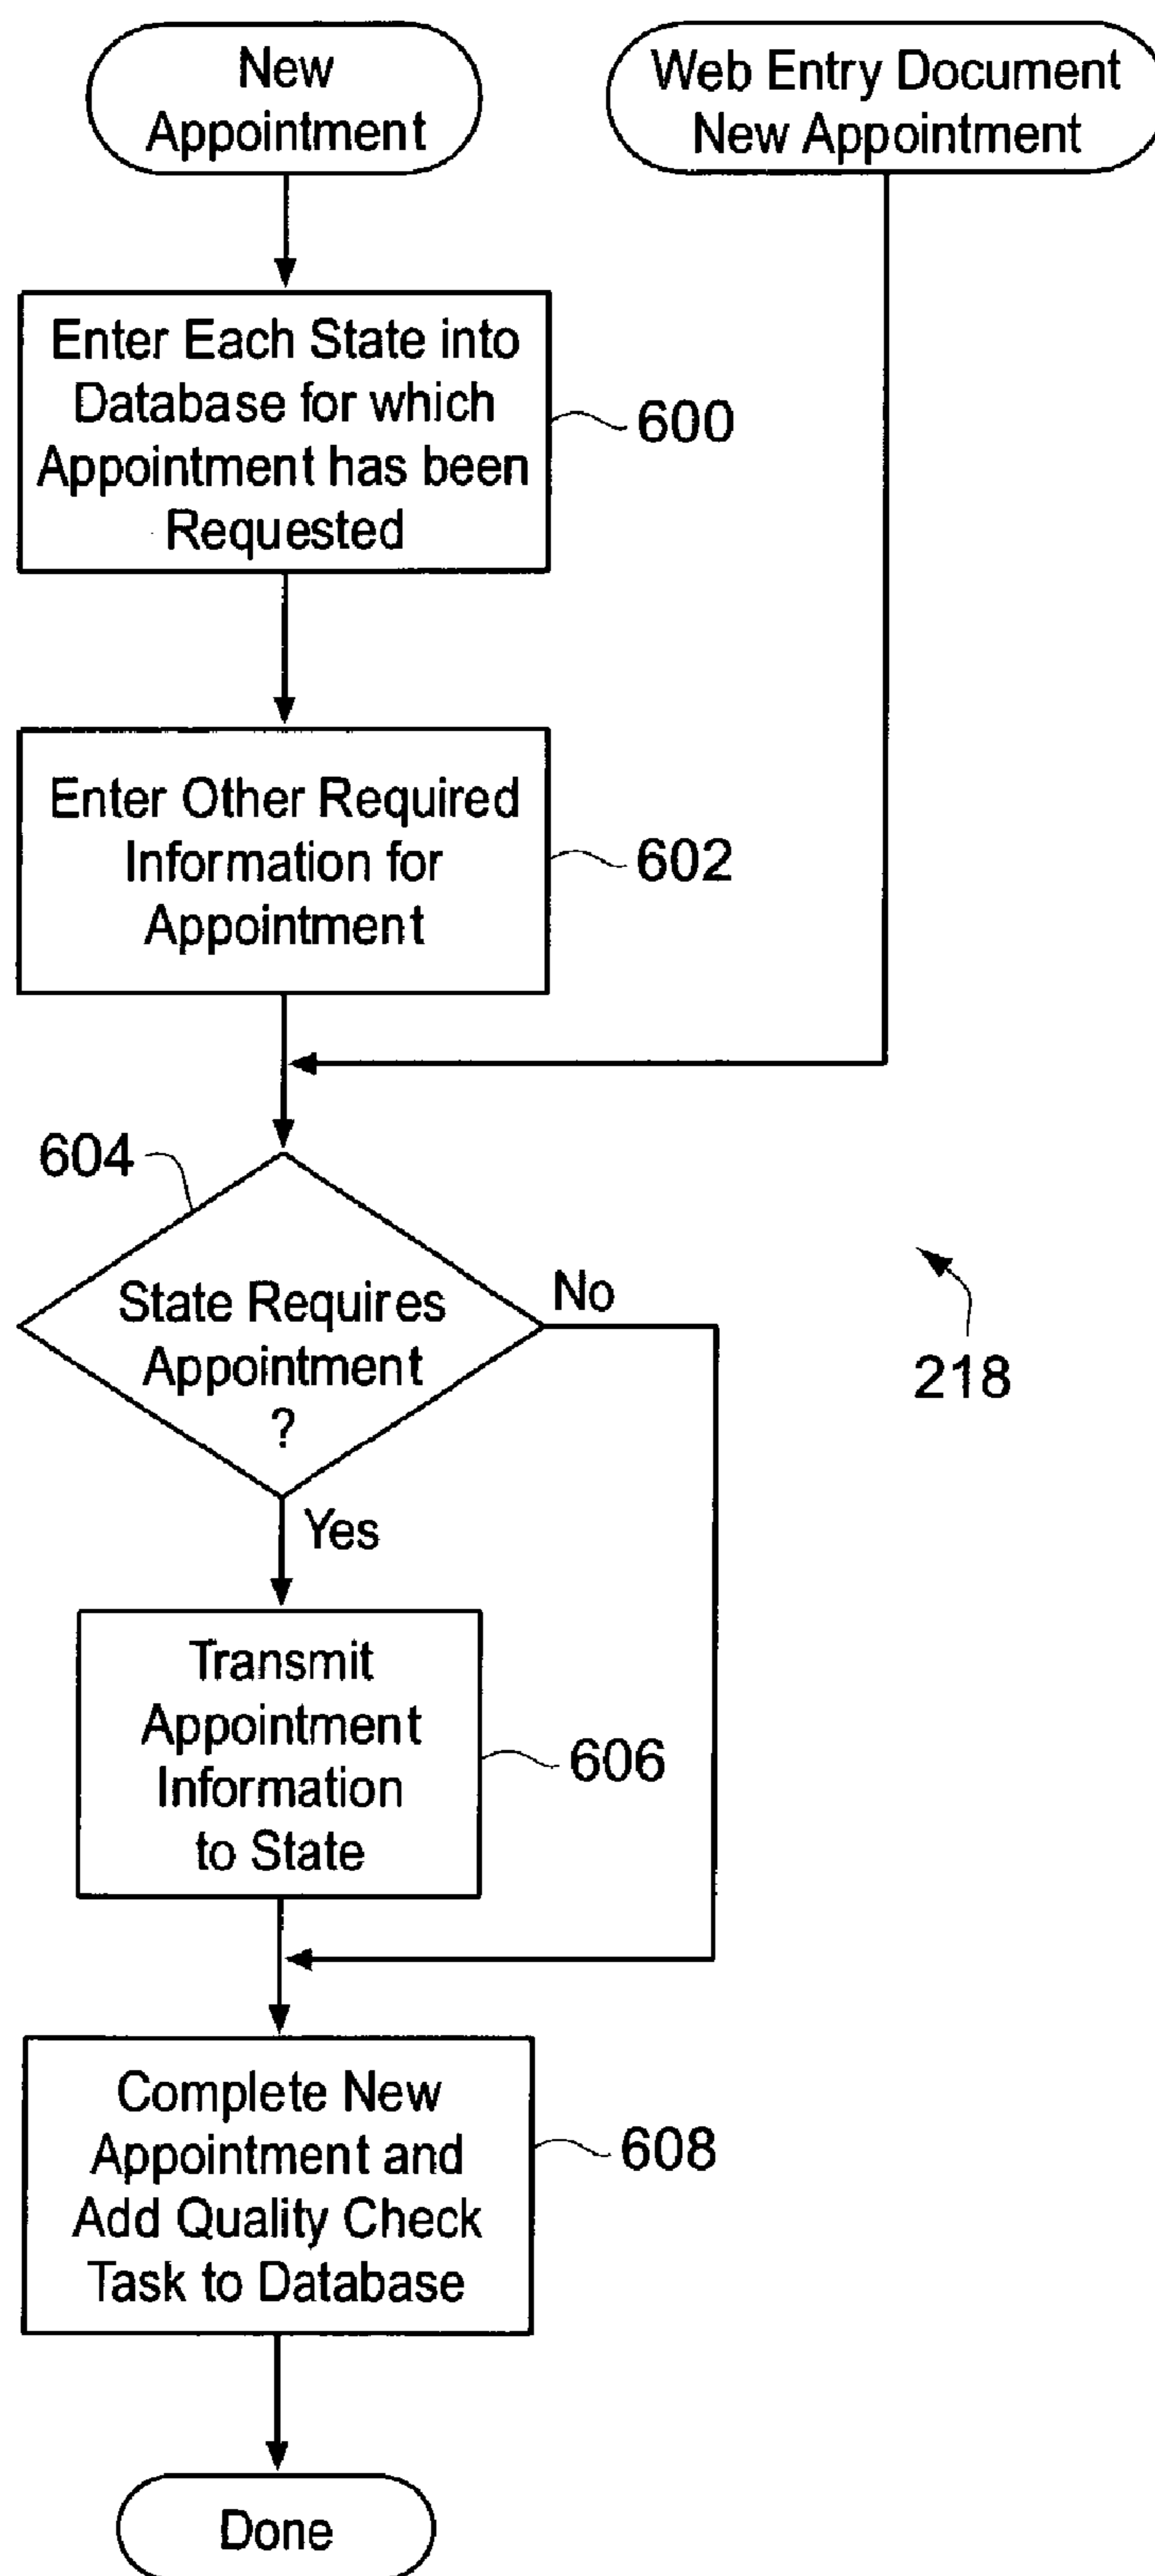 New
Appointment
Web Entry Document
New Appointment
Enter Each State into
Database for which
Appointment has been
Requested
600
Enter Other Required
Information for
Appointment
602
604
State Requires
Appointment
?
No
218
Yes
Transmit
Appointment
Information
to State
606
Complete New
Appointment and
Add Quality Check
Task to Database
608
Done